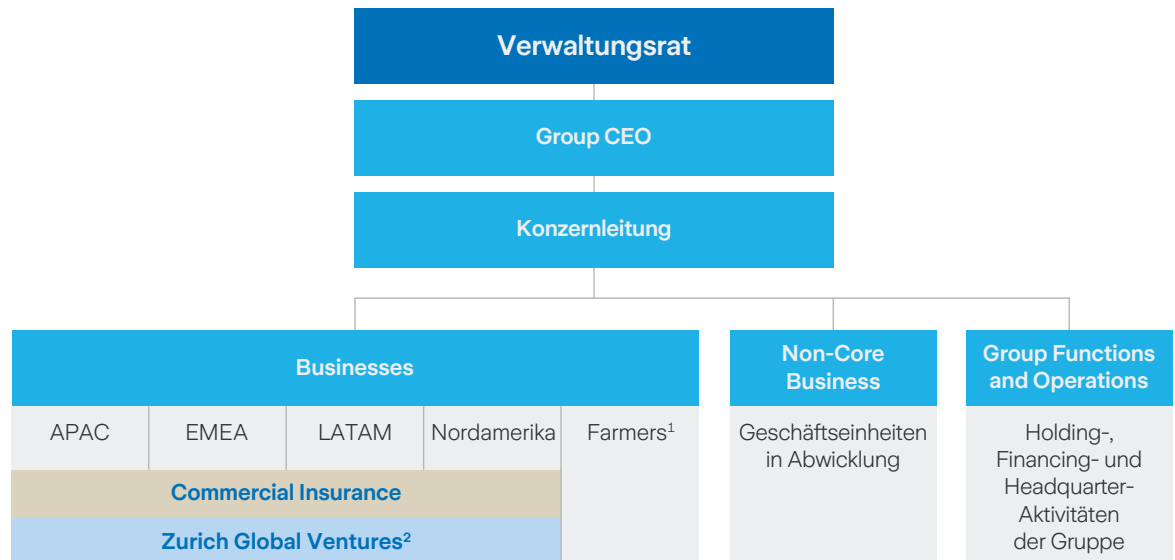 Verwaltungsrat
Group CEO
Konzernleitung
Businesses
APAC
EMEA
LATAM
Nordamerika
Farmers¹
Commercial Insurance
Zurich Global Ventures²
Non-Core
Business
Geschäftseinheiten
in Abwicklung
Group Functions
and Operations
Holding-,
Financing- und
Headquarter-
Aktivitäten
der Gruppe